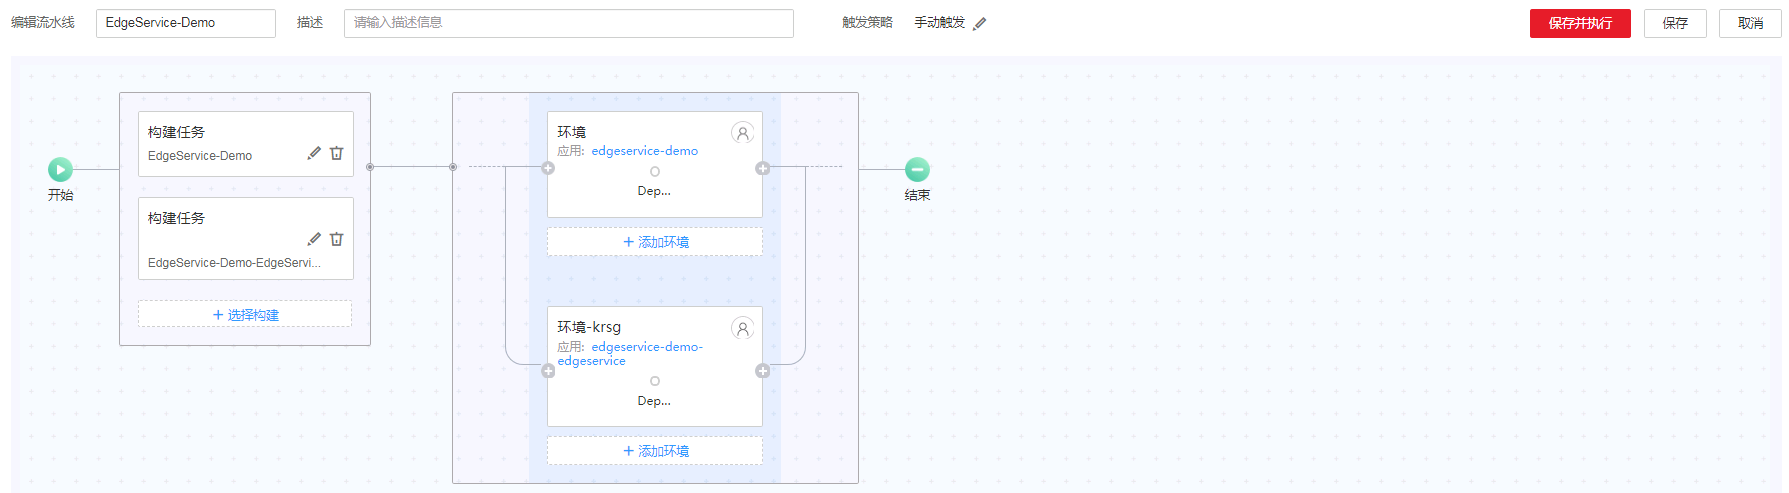 编辑流水线 EdgeService-Demo 描述 请输入描述信息 触发策略 手动触发 保存并执行 保存 取消
开始
构建任务
EdgeService-Demo
构建任务
EdgeService-Demo-EdgeServi...
+ 选择构建
环境
应用: edgeservice-demo
Dep...
+ 添加环境
环境-krsg
应用: edgeservice-demo-
edgeservice
Dep...
+ 添加环境
结束